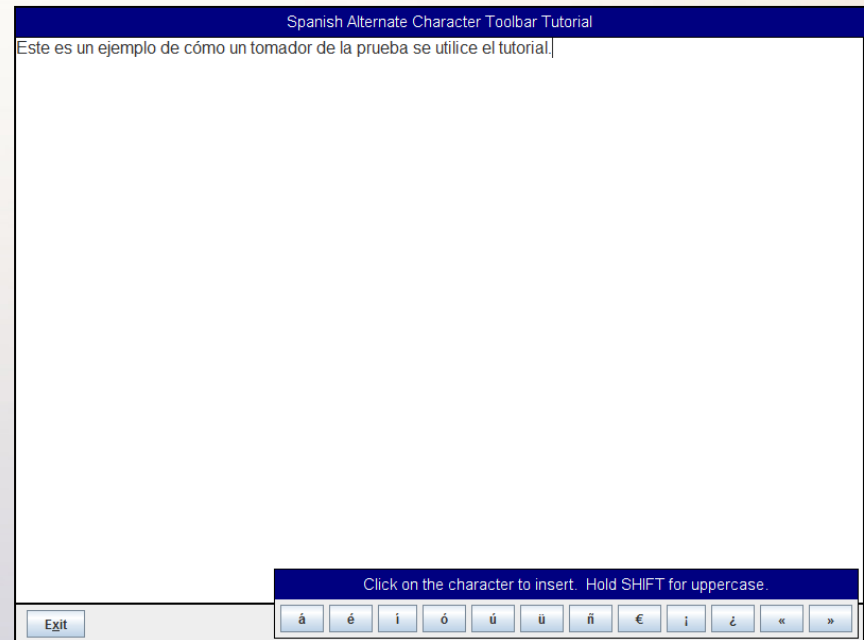 Spanish Alternate Character Toolbar Tutorial
Este es un ejemplo de cómo un tomador de la prueba se utilice el tutorial.
Click on the character to insert. Hold SHIFT for uppercase.
Exit
á é í ó ú ü ñ € ¡ ¿ « »